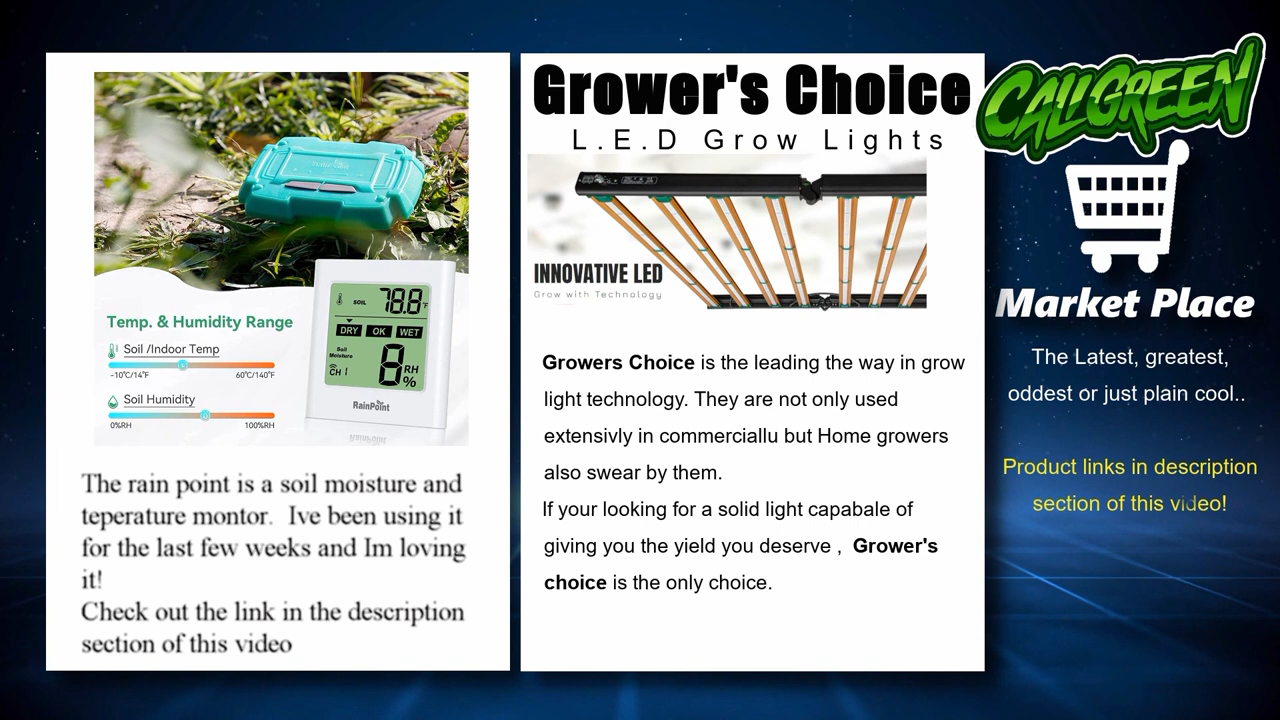 Temp. & Humidity Range
Soil /Indoor Temp
-10°C/14°F 60°C/140°F
Soil Humidity
0%RH 100%RH
SOIL 78.8°F
DRY OK WET
Soil
Moisture
CH 1 8 RH
%
RainPoint
The rain point is a soil moisture and
teperature montor. Ive been using it
for the last few weeks and Im loving
it!
Check out the link in the description
section of this video
Grower's Choice
L.E.D Grow Lights
INNOVATIVE LED
Grow with Technology
Growers Choice is the leading the way in grow
light technology. They are not only used
extensivly in commerciallu but Home growers
also swear by them.
If your looking for a solid light capabale of
giving you the yield you deserve , Grower's
choice is the only choice.
CALIGREEN
Market Place
The Latest, greatest,
oddest or just plain cool..
Product links in description
section of this video!